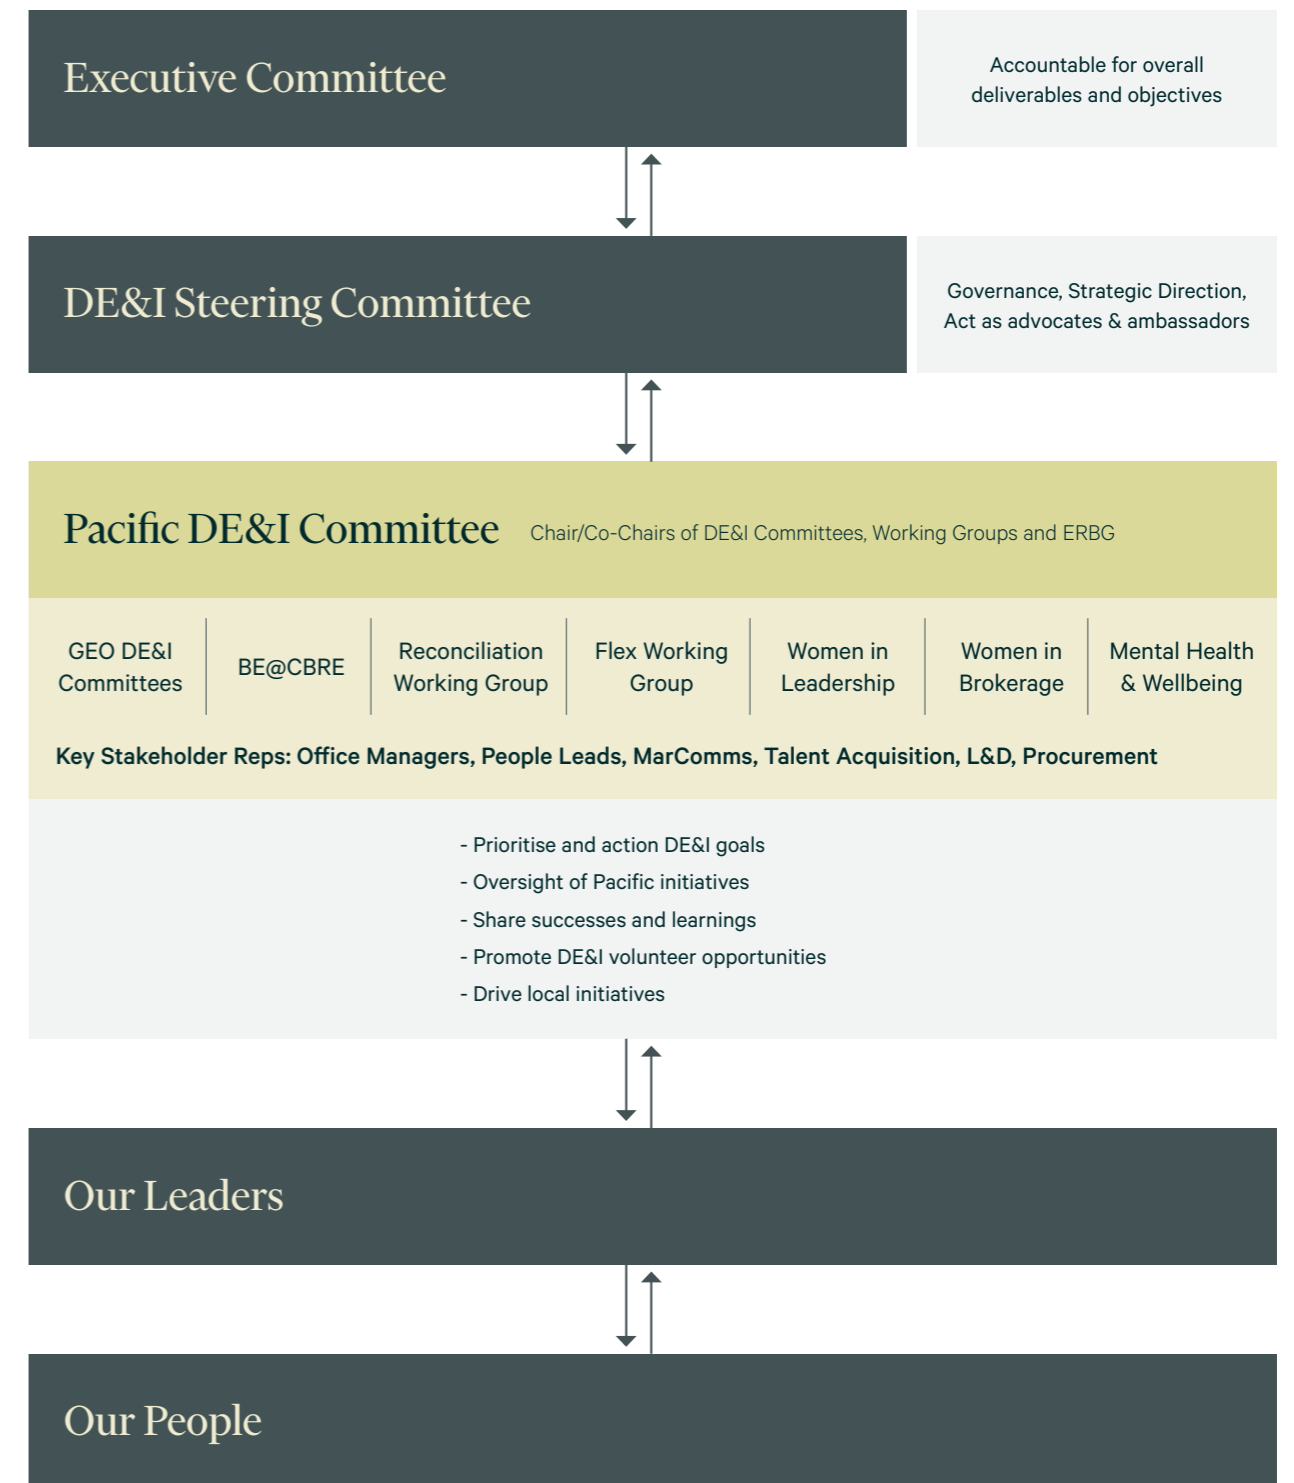 Executive Committee
Accountable for overall
deliverables and objectives
DE&I Steering Committee
Governance, Strategic Direction,
Act as advocates & ambassadors
Pacific DE&I Committee
Chair/Co-Chairs of DE&I Committees, Working Groups and ERBG
GEO DE&I
Committees
BE@CBRE
Reconciliation
Working Group
Flex Working
Group
Women in
Leadership
Women in
Brokerage
Mental Health
& Wellbeing
Key Stakeholder Reps: Office Managers, People Leads, MarComms, Talent Acquisition, L&D, Procurement
- Prioritise and action DE&I goals
- Oversight of Pacific initiatives
- Share successes and learnings
- Promote DE&I volunteer opportunities
- Drive local initiatives
Our Leaders
Our People